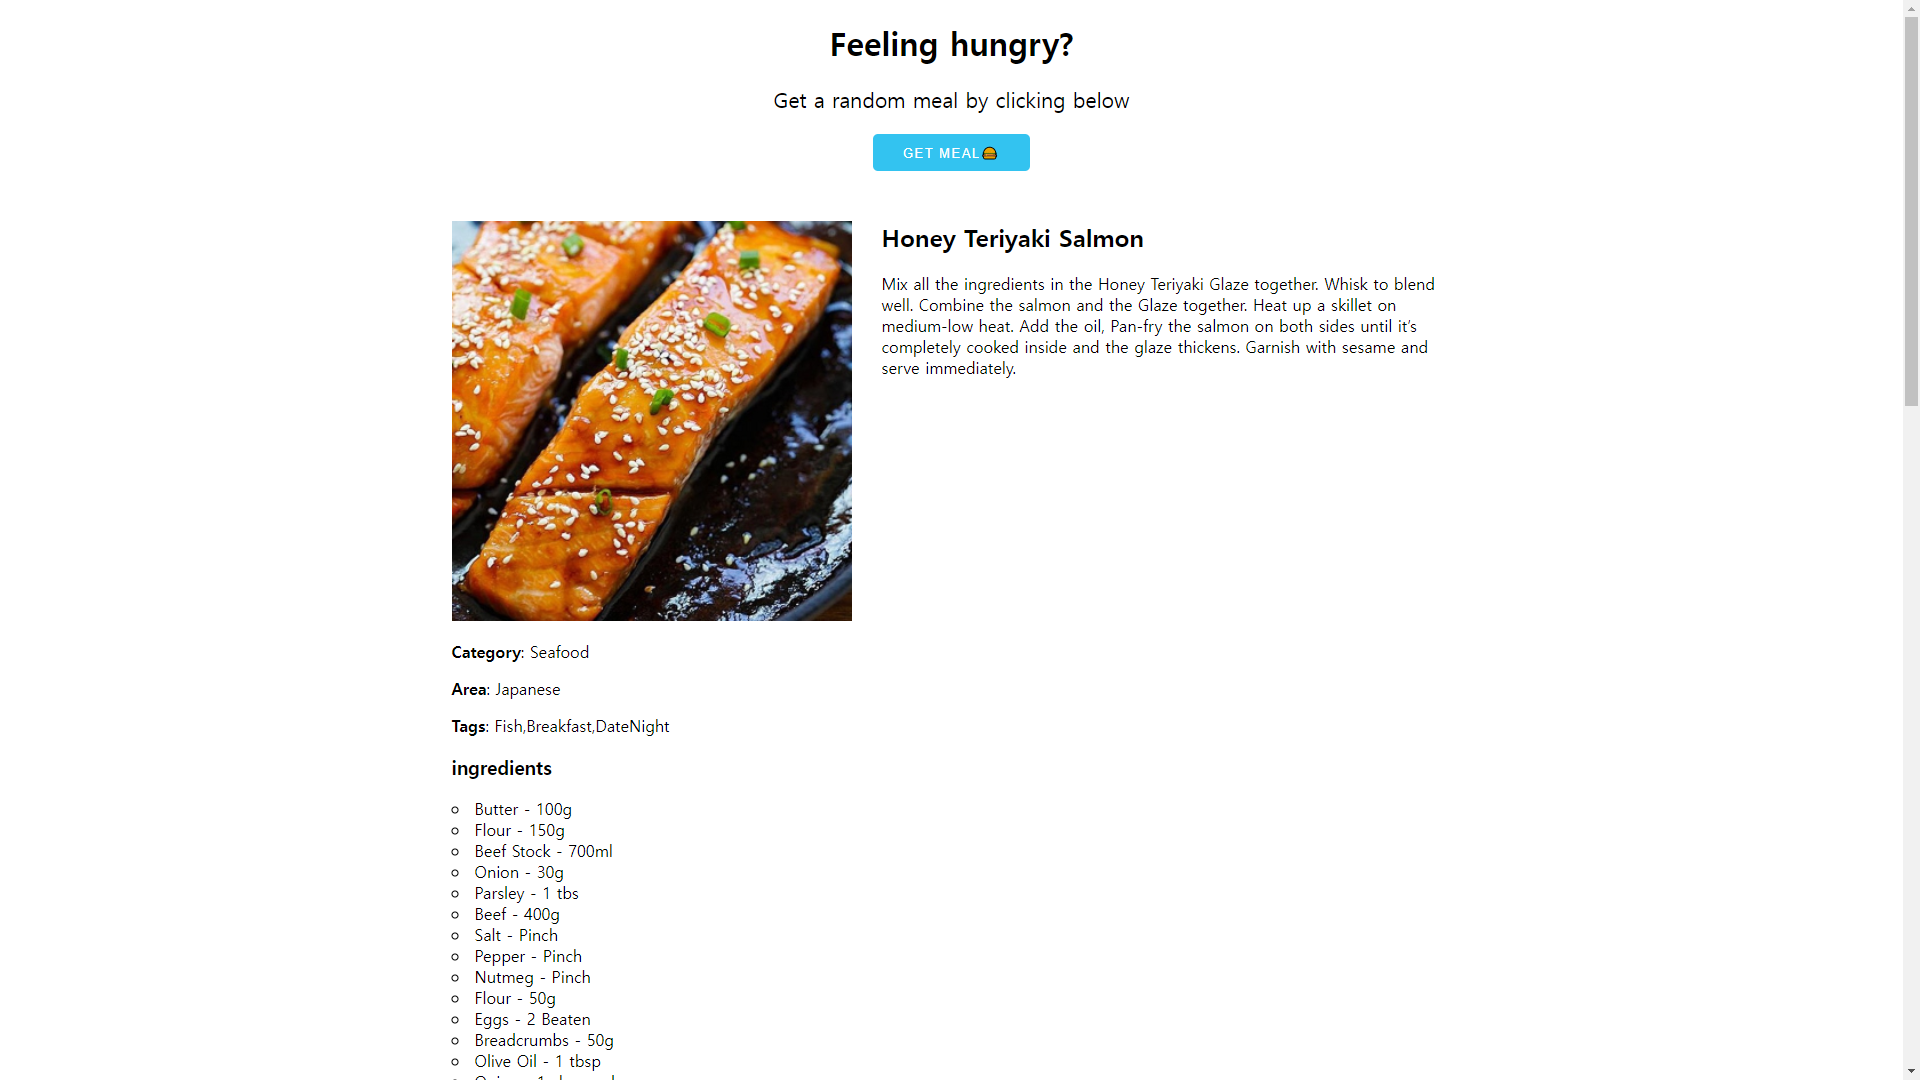 Feeling hungry?
Get a random meal by clicking below
GET MEAL🍔
Honey Teriyaki Salmon
Mix all the ingredients in the Honey Teriyaki Glaze together. Whisk to blend
well. Combine the salmon and the Glaze together. Heat up a skillet on
medium-low heat. Add the oil, Pan-fry the salmon on both sides until it’s
completely cooked inside and the glaze thickens. Garnish with sesame and
serve immediately.
Category: Seafood
Area: Japanese
Tags: Fish,Breakfast,DateNight
ingredients
Butter - 100g
Flour - 150g
Beef Stock - 700ml
Onion - 30g
Parsley - 1 tbs
Beef - 400g
Salt - Pinch
Pepper - Pinch
Nutmeg - Pinch
Flour - 50g
Eggs - 2 Beaten
Breadcrumbs - 50g
Olive Oil - 1 tbsp